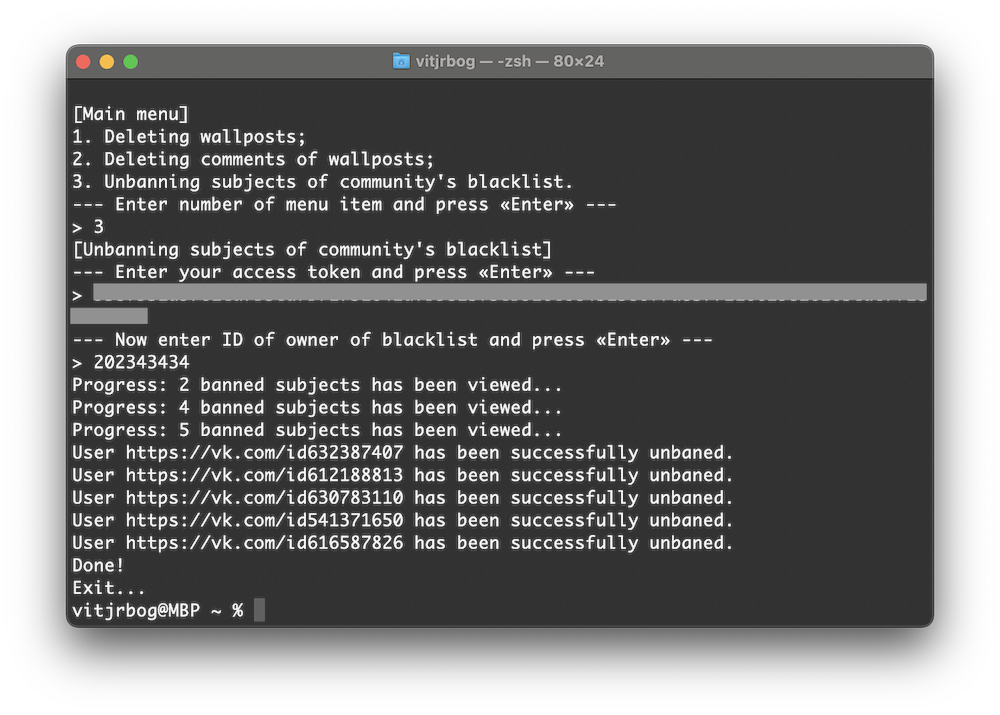 vitjrbog — -zsh — 80×24
[Main menu]
1. Deleting wallposts;
2. Deleting comments of wallposts;
3. Unbanning subjects of community's blacklist.
--- Enter number of menu item and press «Enter» ---
> 3
[Unbanning subjects of community's blacklist]
--- Enter your access token and press «Enter» ---
>
--- Now enter ID of owner of blacklist and press «Enter» ---
> 202343434
Progress: 2 banned subjects has been viewed...
Progress: 4 banned subjects has been viewed...
Progress: 5 banned subjects has been viewed...
User https://vk.com/id632387407 has been successfully unbaned.
User https://vk.com/id612188813 has been successfully unbaned.
User https://vk.com/id630783110 has been successfully unbaned.
User https://vk.com/id541371650 has been successfully unbaned.
User https://vk.com/id616587826 has been successfully unbaned.
Done!
Exit...
vitjrbog@MBP ~ %